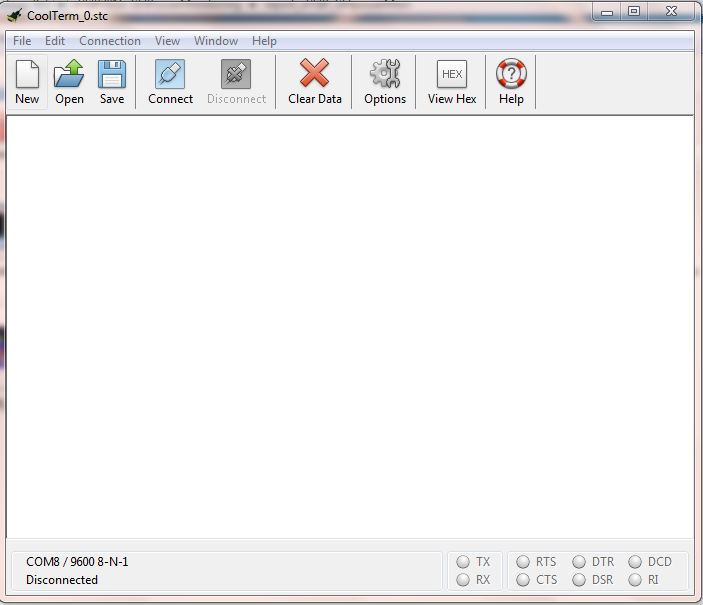 CoolTerm_0.stc
File Edit Connection View Window Help
HEX
New Open Save Connect Disconnect Clear Data Options View Hex Help
COM8 / 9600 8-N-1
Disconnected
TX RTS DTR DCD
RX CTS DSR RI